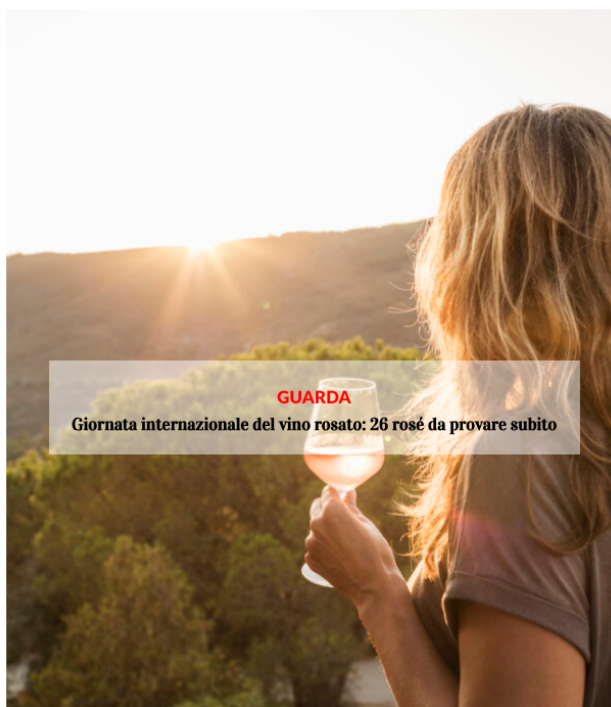 GUARDA
Giornata internazionale del vino rosato: 26 rosé da provare subito